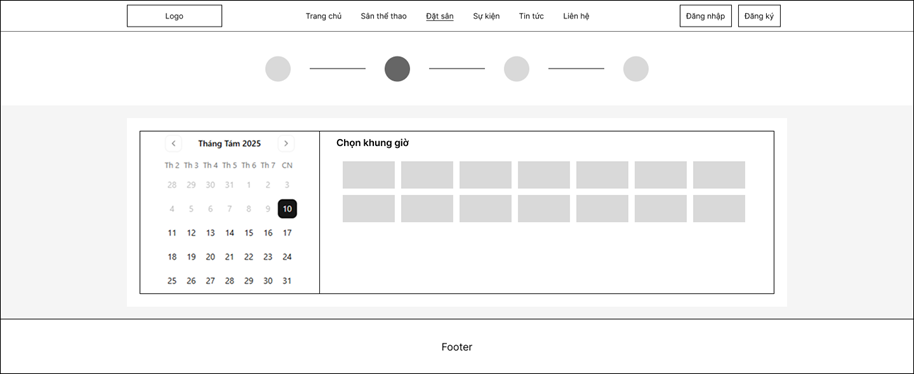 Logo
Trang chủ Sân thể thao Đặt sân Sự kiện Tin tức Liên hệ
Đăng nhập Đăng ký
Tháng Tám 2025
Th 2 Th 3 Th 4 Th 5 Th 6 Th 7 CN
28 29 30 31 1 2 3
4 5 6 7 8 9 10
11 12 13 14 15 16 17
18 19 20 21 22 23 24
25 26 27 28 29 30 31
Chọn khung giờ
Footer